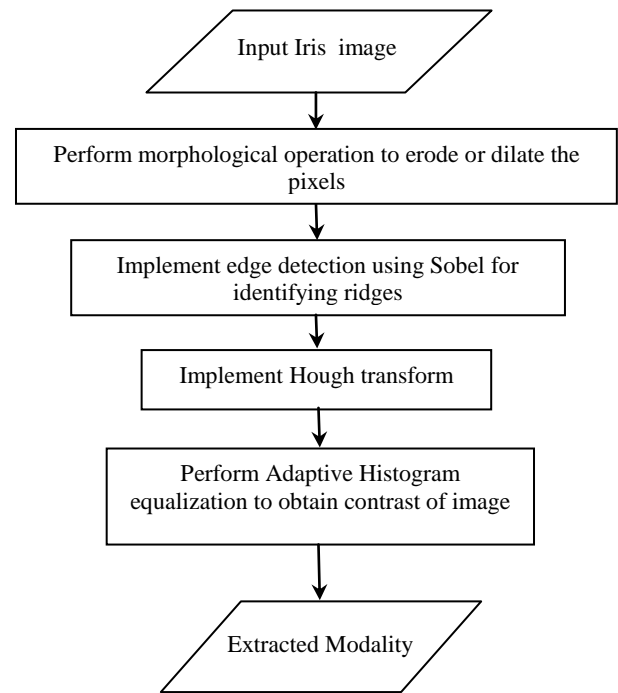 Input Iris image
Perform morphological operation to erode or dilate the
pixels
Implement edge detection using Sobel for
identifying ridges
Implement Hough transform
Perform Adaptive Histogram
equalization to obtain contrast of image
Extracted Modality